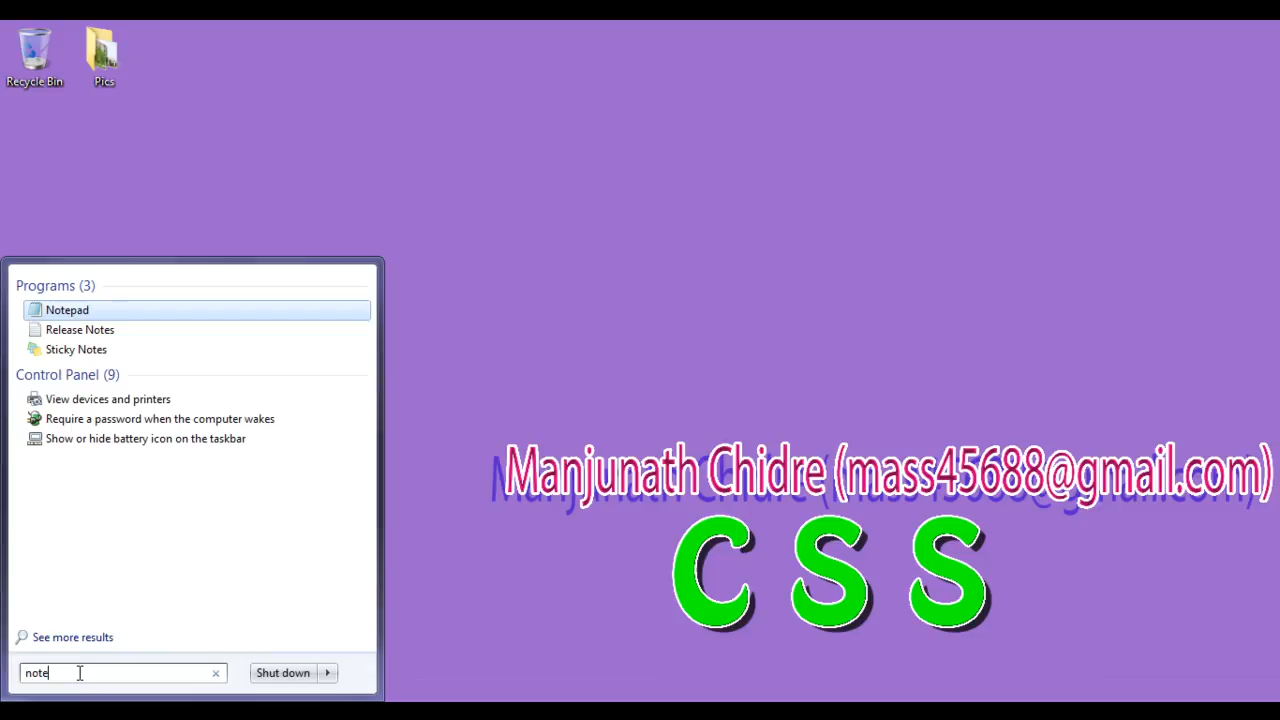 Recycle Bin
Pics
Programs (3)
Notepad
Release Notes
Sticky Notes
Control Panel (9)
View devices and printers
Require a password when the computer wakes
Show or hide battery icon on the taskbar
Manjunath Chidre (mass45688@gmail.com)
CSS
See more results
note
Shut down